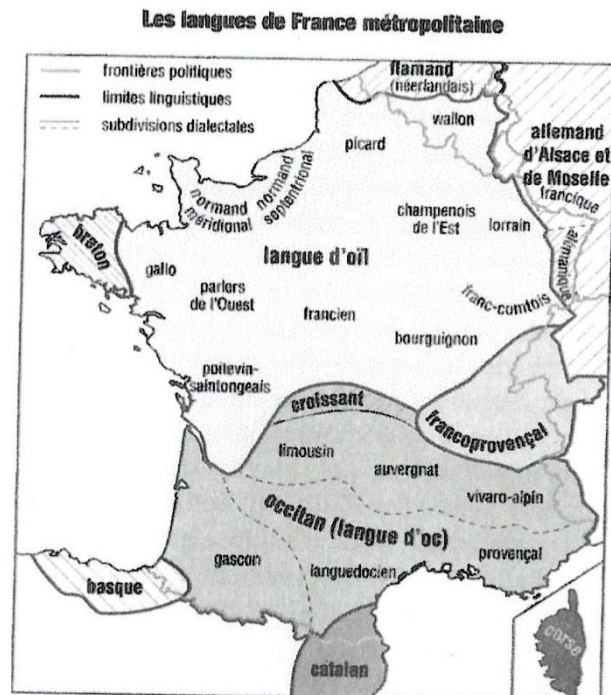 Les langues de France métropolitaine
frontières politiques
limites linguistiques
subdivisions dialectales
flamand
(néerlandais)
wallon
picard
allemand
d'Alsace et
de Moselle
francique
alémanique
normand
méridional
normand
septentrional
champenois
de l'Est
lorrain
breton
gallo
langue d'oïl
parlers
de l'Ouest
francien
franc-comtois
bourguignon
poitevin-
saintongeais
croissant
francoprovençal
limousin
auvergnat
vivaro-alpin
occitan (langue d'oc)
gascon
languedocien
provençal
basque
catalan
corse